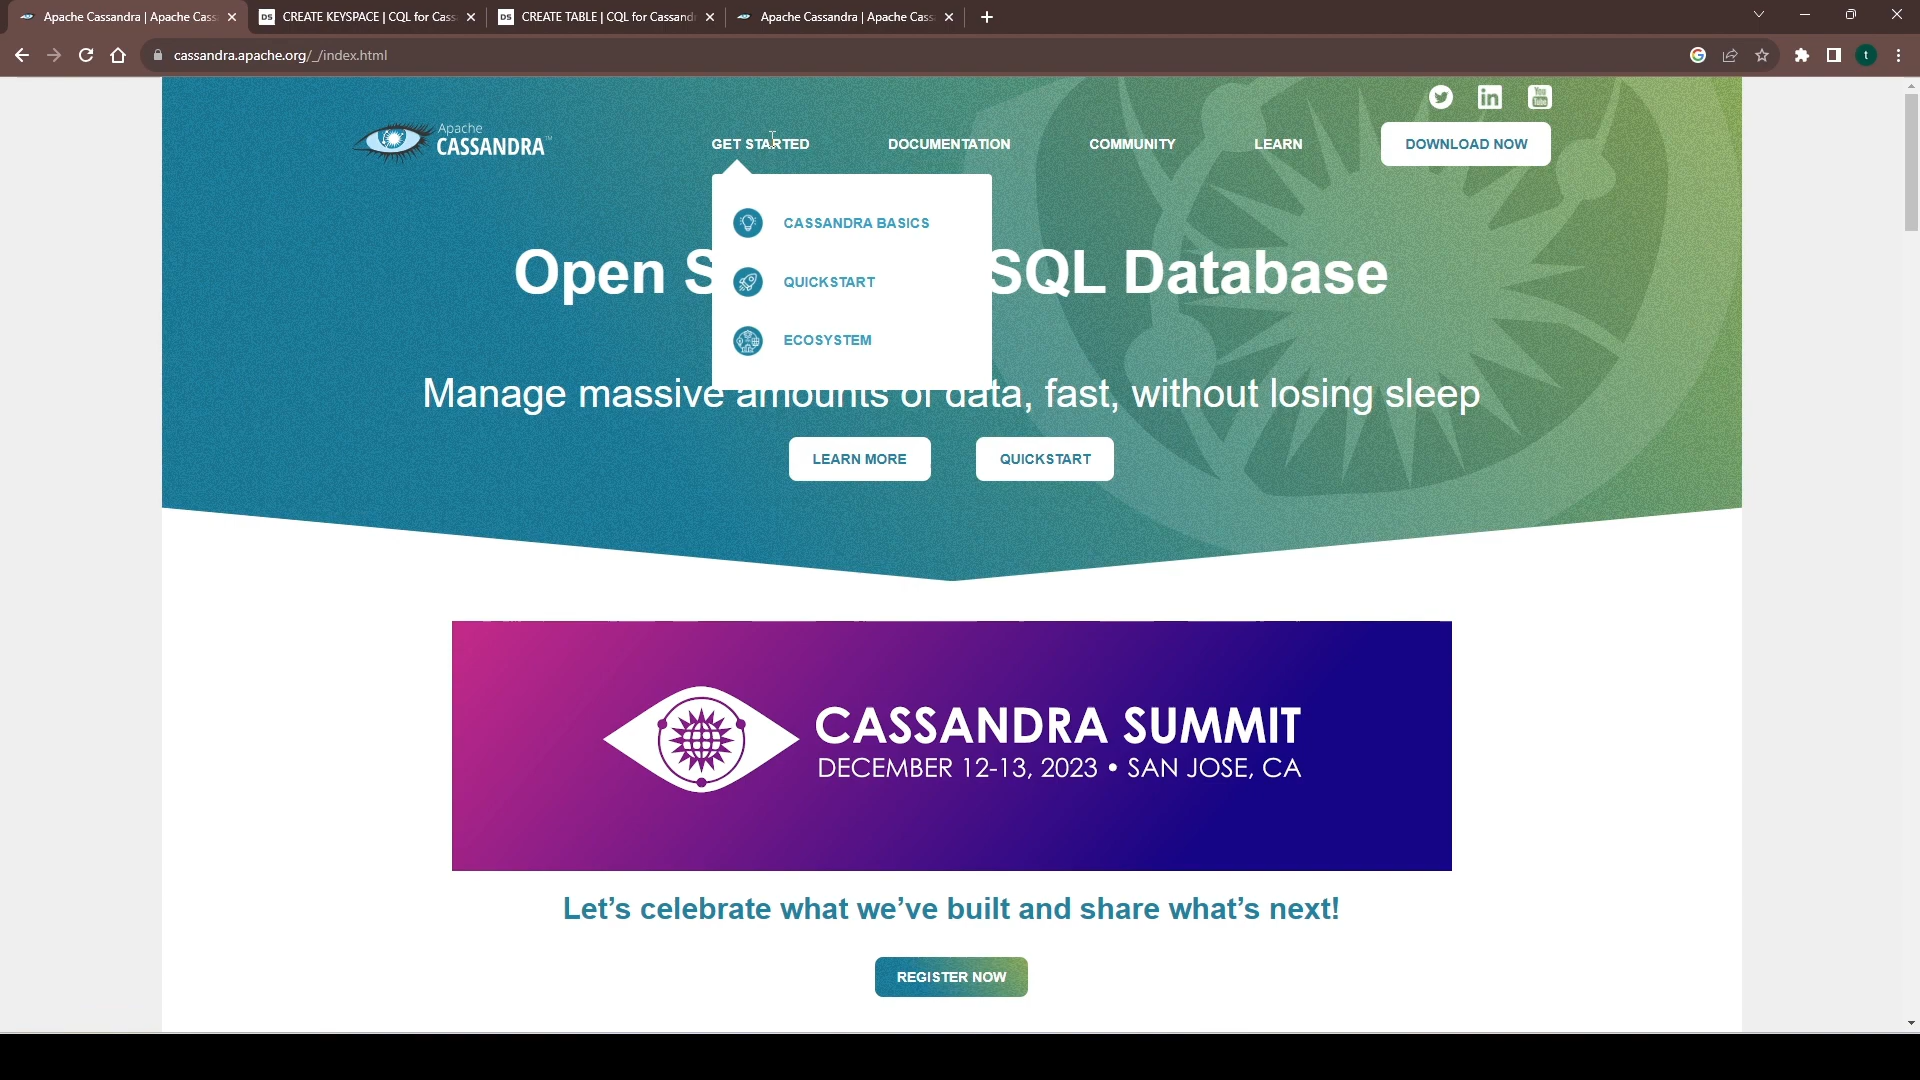 Apache Cassandra | Apache Cass
CREATE KEYSPACE | CQL for Cass
CREATE TABLE | CQL for Cassand
Apache Cassandra | Apache Cass
cassandra.apache.org/_/index.html
t
Apache
CASSANDRA
GET STARTED
DOCUMENTATION
COMMUNITY
LEARN
DOWNLOAD NOW
CASSANDRA BASICS
QUICKSTART
ECOSYSTEM
Open S SQL Database
Manage massive amounts of data, fast, without losing sleep
LEARN MORE
QUICKSTART
CASSANDRA SUMMIT
DECEMBER 12-13, 2023 • SAN JOSE, CA
Let’s celebrate what we’ve built and share what’s next!
REGISTER NOW